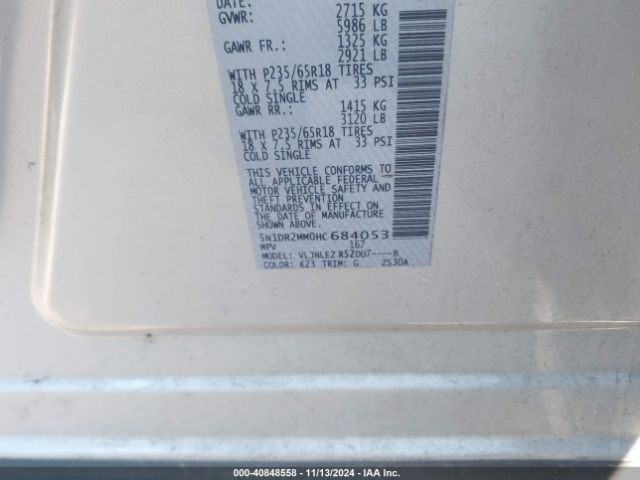 DATE:
GVWR: 2715 KG
5986 LB
GAWR FR.: 1325 KG
2921 LB
WITH P235/65R18 TIRES
18 X 7.5 RIMS AT 33 PSI
COLD SINGLE
GAWR RR.: 1415 KG
3120 LB
WITH P235/65R18 TIRES
18 X 7.5 RIMS AT 33 PSI
COLD SINGLE
THIS VEHICLE CONFORMS TO
ALL APPLICABLE FEDERAL
MOTOR VEHICLE SAFETY AND
THEFT PREVENTION
STANDARDS IN EFFECT ON THE
DATE OF MANUFACTURE
SHOWN ABOVE.
5N1DR2MM0HC684053
MPV 167
MODEL: VLJNLEZ R52DU7----B
COLOR: K23 TRIM: G 2530A
000-40848558 - 11/13/2024 - IAA Inc.